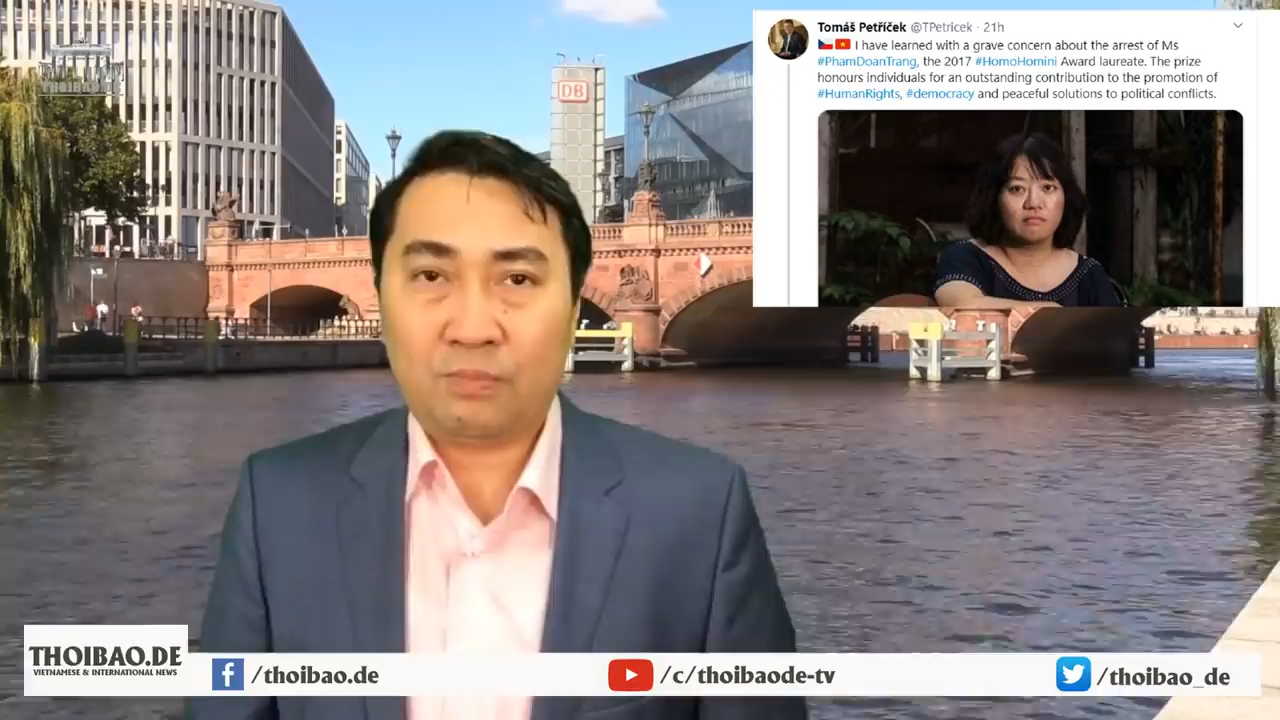 THOIBAO.DE
DB
Tomáš Petříček @TPetricek · 21h
🇨🇿🇻🇳 I have learned with a grave concern about the arrest of Ms
#PhamDoanTrang, the 2017 #HomoHomini Award laureate. The prize
honours individuals for an outstanding contribution to the promotion of
#HumanRights, #democracy and peaceful solutions to political conflicts.
THOIBAO.DE
VIETNAMESE & INTERNATIONAL NEWS
/thoibao.de
/c/thoibaode-tv
/thoibao_de